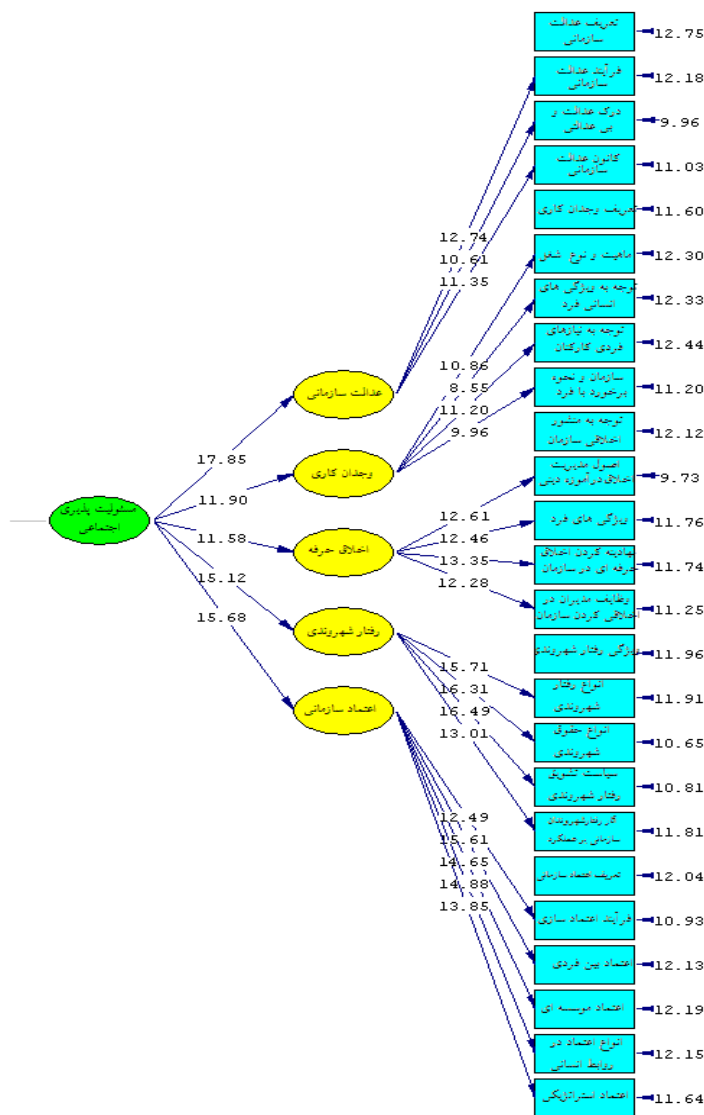 تعریف عدالت
سازمانی
12.75
فرآیند عدالت
سازمانی
12.18
درک عدالت و
بی عدالتی
9.96
کانون عدالت
سازمانی
11.03
تعریف وجدان کاری
11.60
ماهیت و نوع شغل
12.30
توجه به ویژگی های
انسانی فرد
12.33
توجه به نیازهای
فردی کارکنان
12.44
سازمان و نحوه
برخورد با فرد
11.20
توجه به منشور
اخلاقی سازمان
12.12
اصول مدیریت
اخلاق درآموزه دینی
9.73
ویژگی های فرد
11.76
نهادینه کردن اخلاق
حرفه ای در سازمان
11.74
وظایف مدیران در
اخلاقی کردن سازمان
11.25
ویژگی رفتار شهروندی
11.96
انواع رفتار
شهروندی
11.91
انواع حقوق
شهروندی
10.65
سیاست تشویق
رفتار شهروندی
10.81
رفتارشهروندان
سازمانی برعملکرد
11.81
تعریف اعتماد سازمانی
12.04
فرآیند اعتماد سازی
10.93
اعتماد بین فردی
12.13
اعتماد موسسه ای
12.19
انواع اعتماد در
روابط انسانی
12.15
اعتماد استراتژیکی
11.64
12.74
10.61
11.35
10.86
8.55
11.20
9.96
12.61
12.46
13.35
12.28
15.71
16.31
16.49
13.01
12.49
15.61
14.65
14.88
13.85
عدالت سازمانی
وجدان کاری
اخلاق حرفه
رفتار شهروندی
اعتماد سازمانی
17.85
11.90
11.58
15.12
15.68
مسئولیت پذیری
اجتماعی